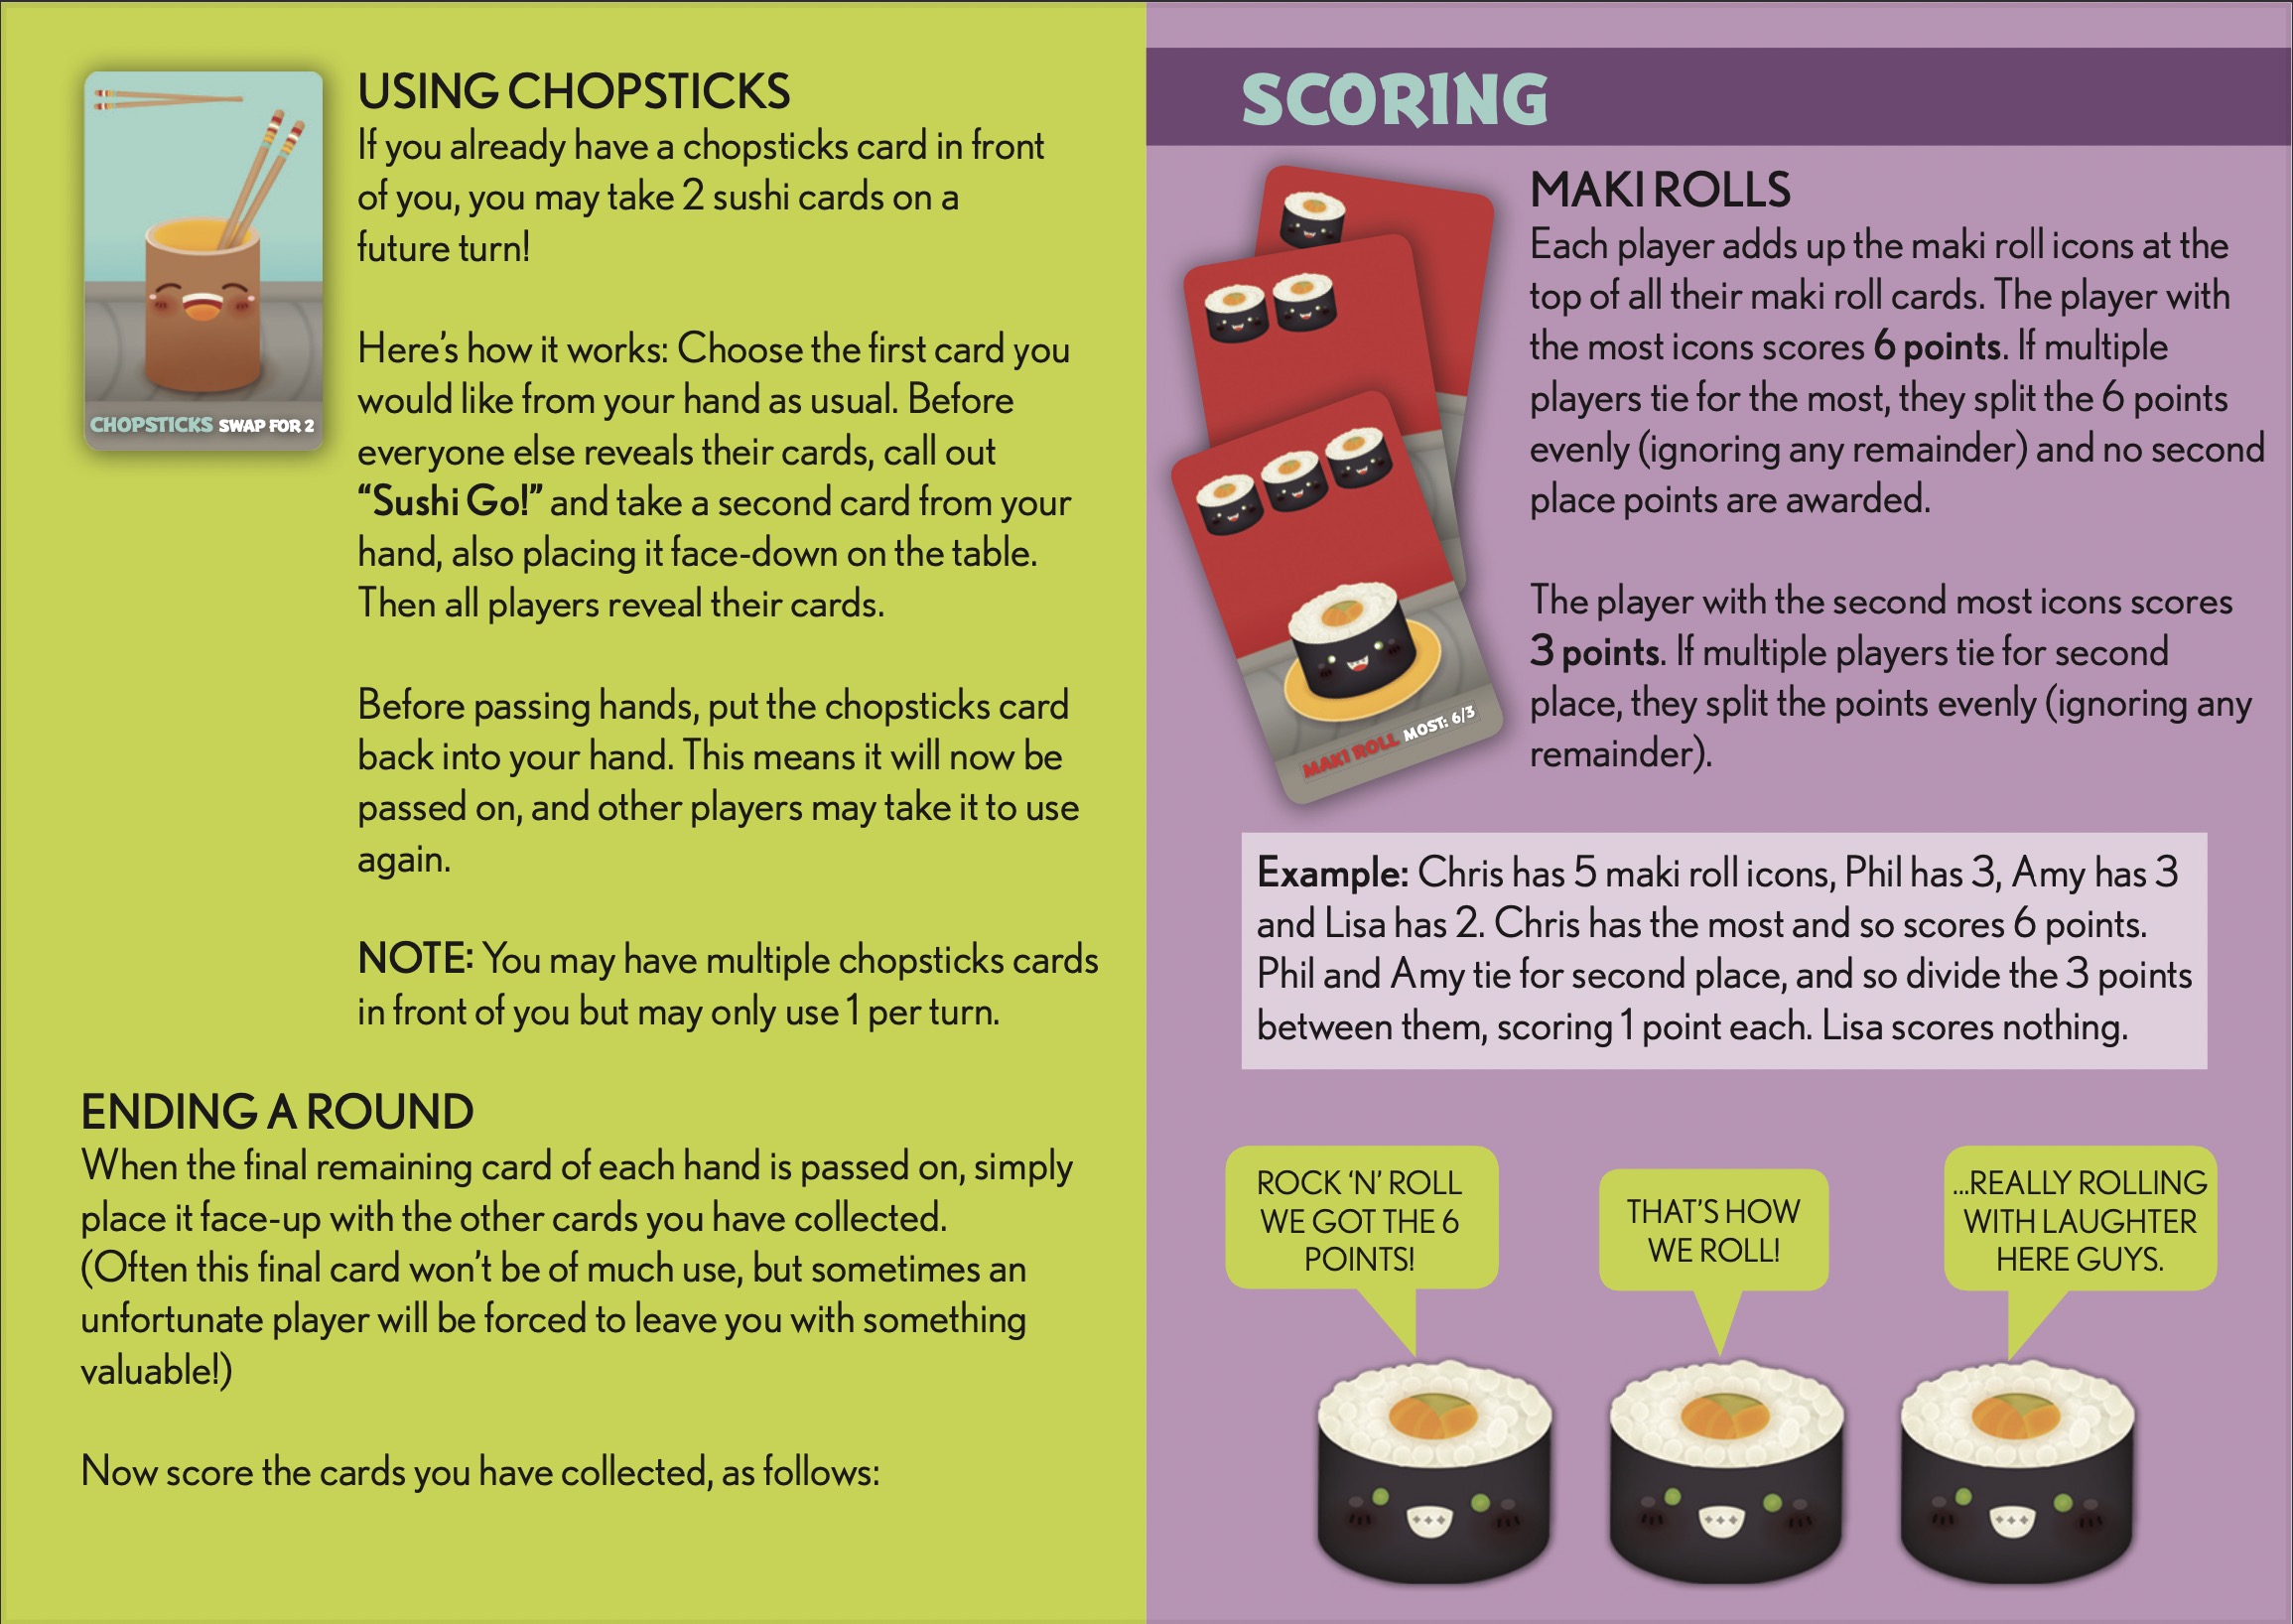 USING CHOPSTICKS
If you already have a chopsticks card in front
of you, you may take 2 sushi cards on a
future turn!
Here’s how it works: Choose the first card you
would like from your hand as usual. Before
everyone else reveals their cards, call out
“Sushi Go!” and take a second card from your
hand, also placing it face-down on the table.
Then all players reveal their cards.
Before passing hands, put the chopsticks card
back into your hand. This means it will now be
passed on, and other players may take it to use
again.
NOTE: You may have multiple chopsticks cards
in front of you but may only use 1 per turn.
CHOPSTICKS SWAP FOR 2
ENDING A ROUND
When the final remaining card of each hand is passed on, simply
place it face-up with the other cards you have collected.
(Often this final card won’t be of much use, but sometimes an
unfortunate player will be forced to leave you with something
valuable!)
Now score the cards you have collected, as follows:
SCORING
MAKI ROLLS
Each player adds up the maki roll icons at the
top of all their maki roll cards. The player with
the most icons scores 6 points. If multiple
players tie for the most, they split the 6 points
evenly (ignoring any remainder) and no second
place points are awarded.
The player with the second most icons scores
3 points. If multiple players tie for second
place, they split the points evenly (ignoring any
remainder).
MAKI ROLL MOST: 6/3
Example: Chris has 5 maki roll icons, Phil has 3, Amy has 3
and Lisa has 2. Chris has the most and so scores 6 points.
Phil and Amy tie for second place, and so divide the 3 points
between them, scoring 1 point each. Lisa scores nothing.
ROCK ‘N’ ROLL
WE GOT THE 6
POINTS!
THAT’S HOW
WE ROLL!
...REALLY ROLLING
WITH LAUGHTER
HERE GUYS.